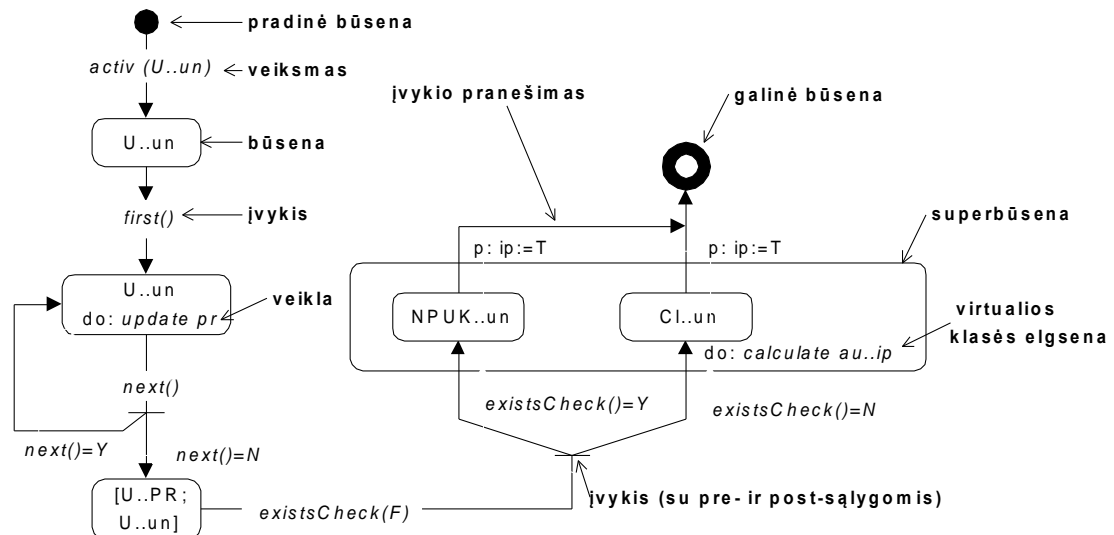 pradinė būsena
activ (U..un)
veiksmas
įvykio pranešimas
galinė būsena
U..un
būsena
first()
įvykis
superbūsena
p: ip:=T
p: ip:=T
U..un
do: update pr
veikla
NPUK..un
CI..un
virtualios
klasės elgsena
do: calculate au..ip
next()
existsCheck()=Y
existsCheck()=N
next()=Y
next()=N
[U..PR;
U..un]
existsCheck(F)
įvykis (su pre- ir post-sąlygomis)